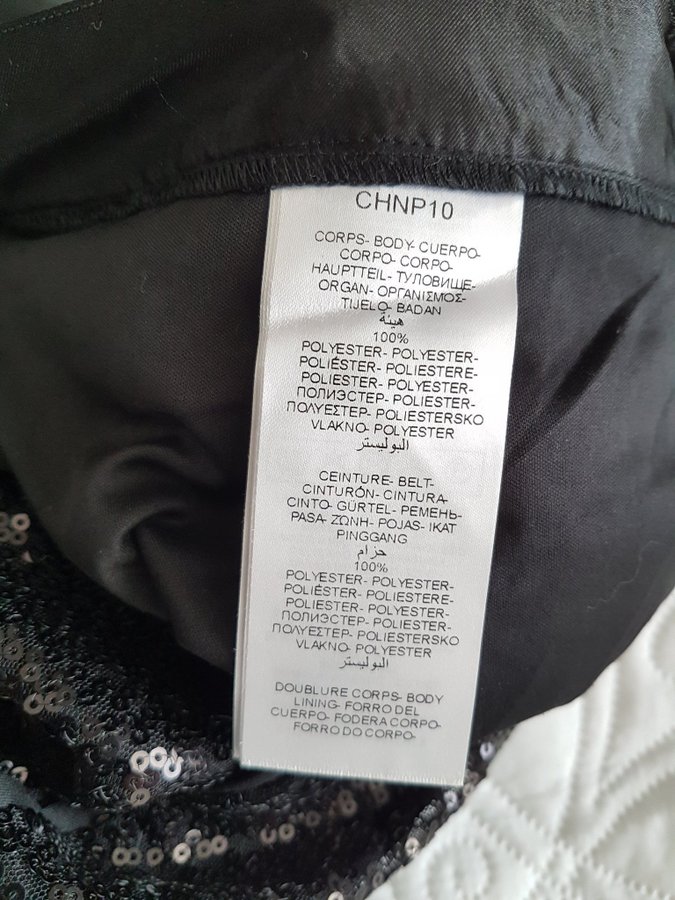 CHNP10
CORPS- BODY- CUERPO-
CORPO- CORPO-
HAUPTTEIL- ТУЛОВИЩЕ-
ORGAN- ΟΡΓΑΝΙΣΜΟΣ-
TIJELO- BADAN
هيئة
100%
POLYESTER- POLYESTER-
POLIÉSTER- POLIESTERE-
POLIESTER- POLYESTER-
ПОЛИЭСТЕР- POLIESTER-
ΠΟΛΥΕΣΤΕΡ- POLIESTERSKO
VLAKNO- POLYESTER
البوليستر
CEINTURE- BELT-
CINTURÓN- CINTURA-
CINTO- GÜRTEL- РЕМЕНЬ-
PASA- ΖΩΝΗ- POJAS- IKAT
PINGGANG
حزام
100%
POLYESTER- POLYESTER-
POLIÉSTER- POLIESTERE-
POLIESTER- POLYESTER-
ПОЛИЭСТЕР- POLIESTER-
ΠΟΛΥΕΣΤΕΡ- POLIESTERSKO
VLAKNO- POLYESTER
البوليستر
DOUBLURE CORPS- BODY
LINING- FORRO DEL
CUERPO- FODERA CORPO-
FORRO DO CORPO-